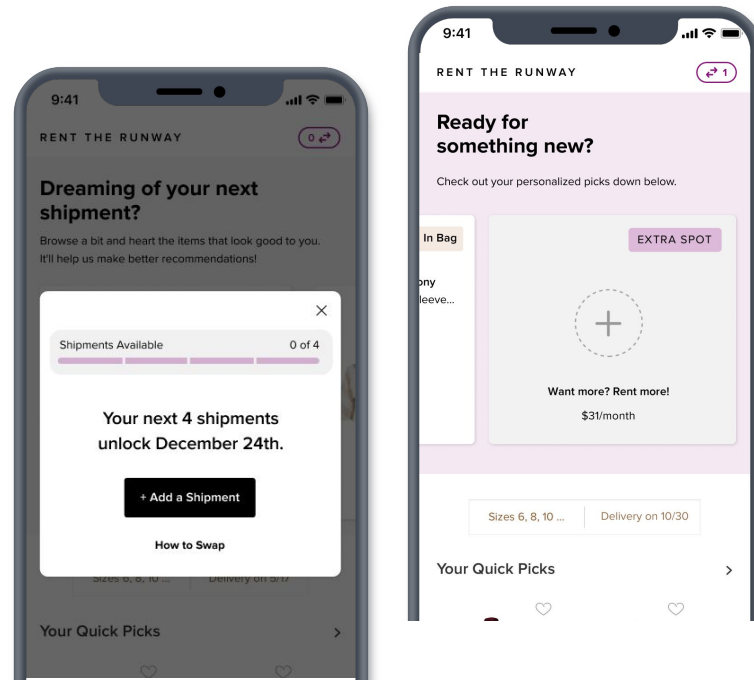 9:41
RENT THE RUNWAY
0
Dreaming of your next
shipment?
Browse a bit and heart the items that look good to you.
It'll help us make better recommendations!
Shipments Available
0 of 4
Your next 4 shipments
unlock December 24th.
+ Add a Shipment
How to Swap
Sizes 6, 8, 10 ...
Delivery on 5/17
Your Quick Picks
9:41
RENT THE RUNWAY
1
Ready for
something new?
Check out your personalized picks down below.
In Bag
ony
leeve...
EXTRA SPOT
Want more? Rent more!
$31/month
Sizes 6, 8, 10 ...
Delivery on 10/30
Your Quick Picks